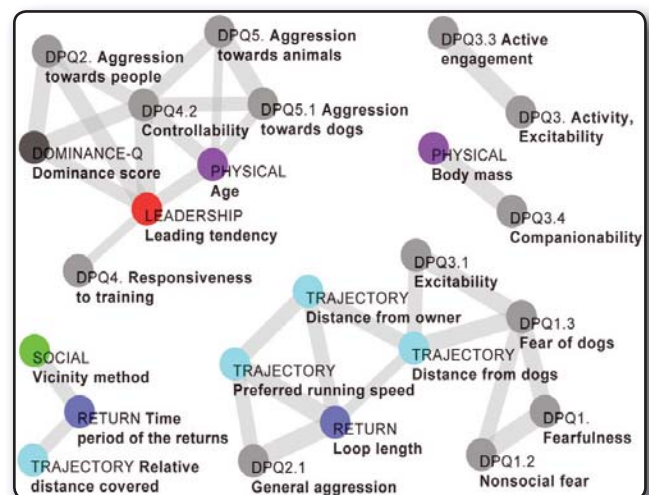 DPQ2. Aggression
towards people
DPQ5. Aggression
towards animals
DPQ3.3 Active
engagement
DPQ4.2
Controllability
DPQ5.1 Aggression
towards dogs
DPQ3. Activity,
Excitability
DOMINANCE-Q
Dominance score
PHYSICAL
Age
PHYSICAL
Body mass
LEADERSHIP
Leading tendency
DPQ3.4
Companionability
DPQ4. Responsiveness
to training
DPQ3.1
Excitability
TRAJECTORY
Distance from owner
DPQ1.3
Fear of dogs
SOCIAL
Vicinity method
TRAJECTORY
Preferred running speed
TRAJECTORY
Distance from dogs
RETURN Time
period of the returns
RETURN
Loop length
DPQ1.
Fearfulness
TRAJECTORY Relative
distance covered
DPQ2.1
General aggression
DPQ1.2
Nonsocial fear